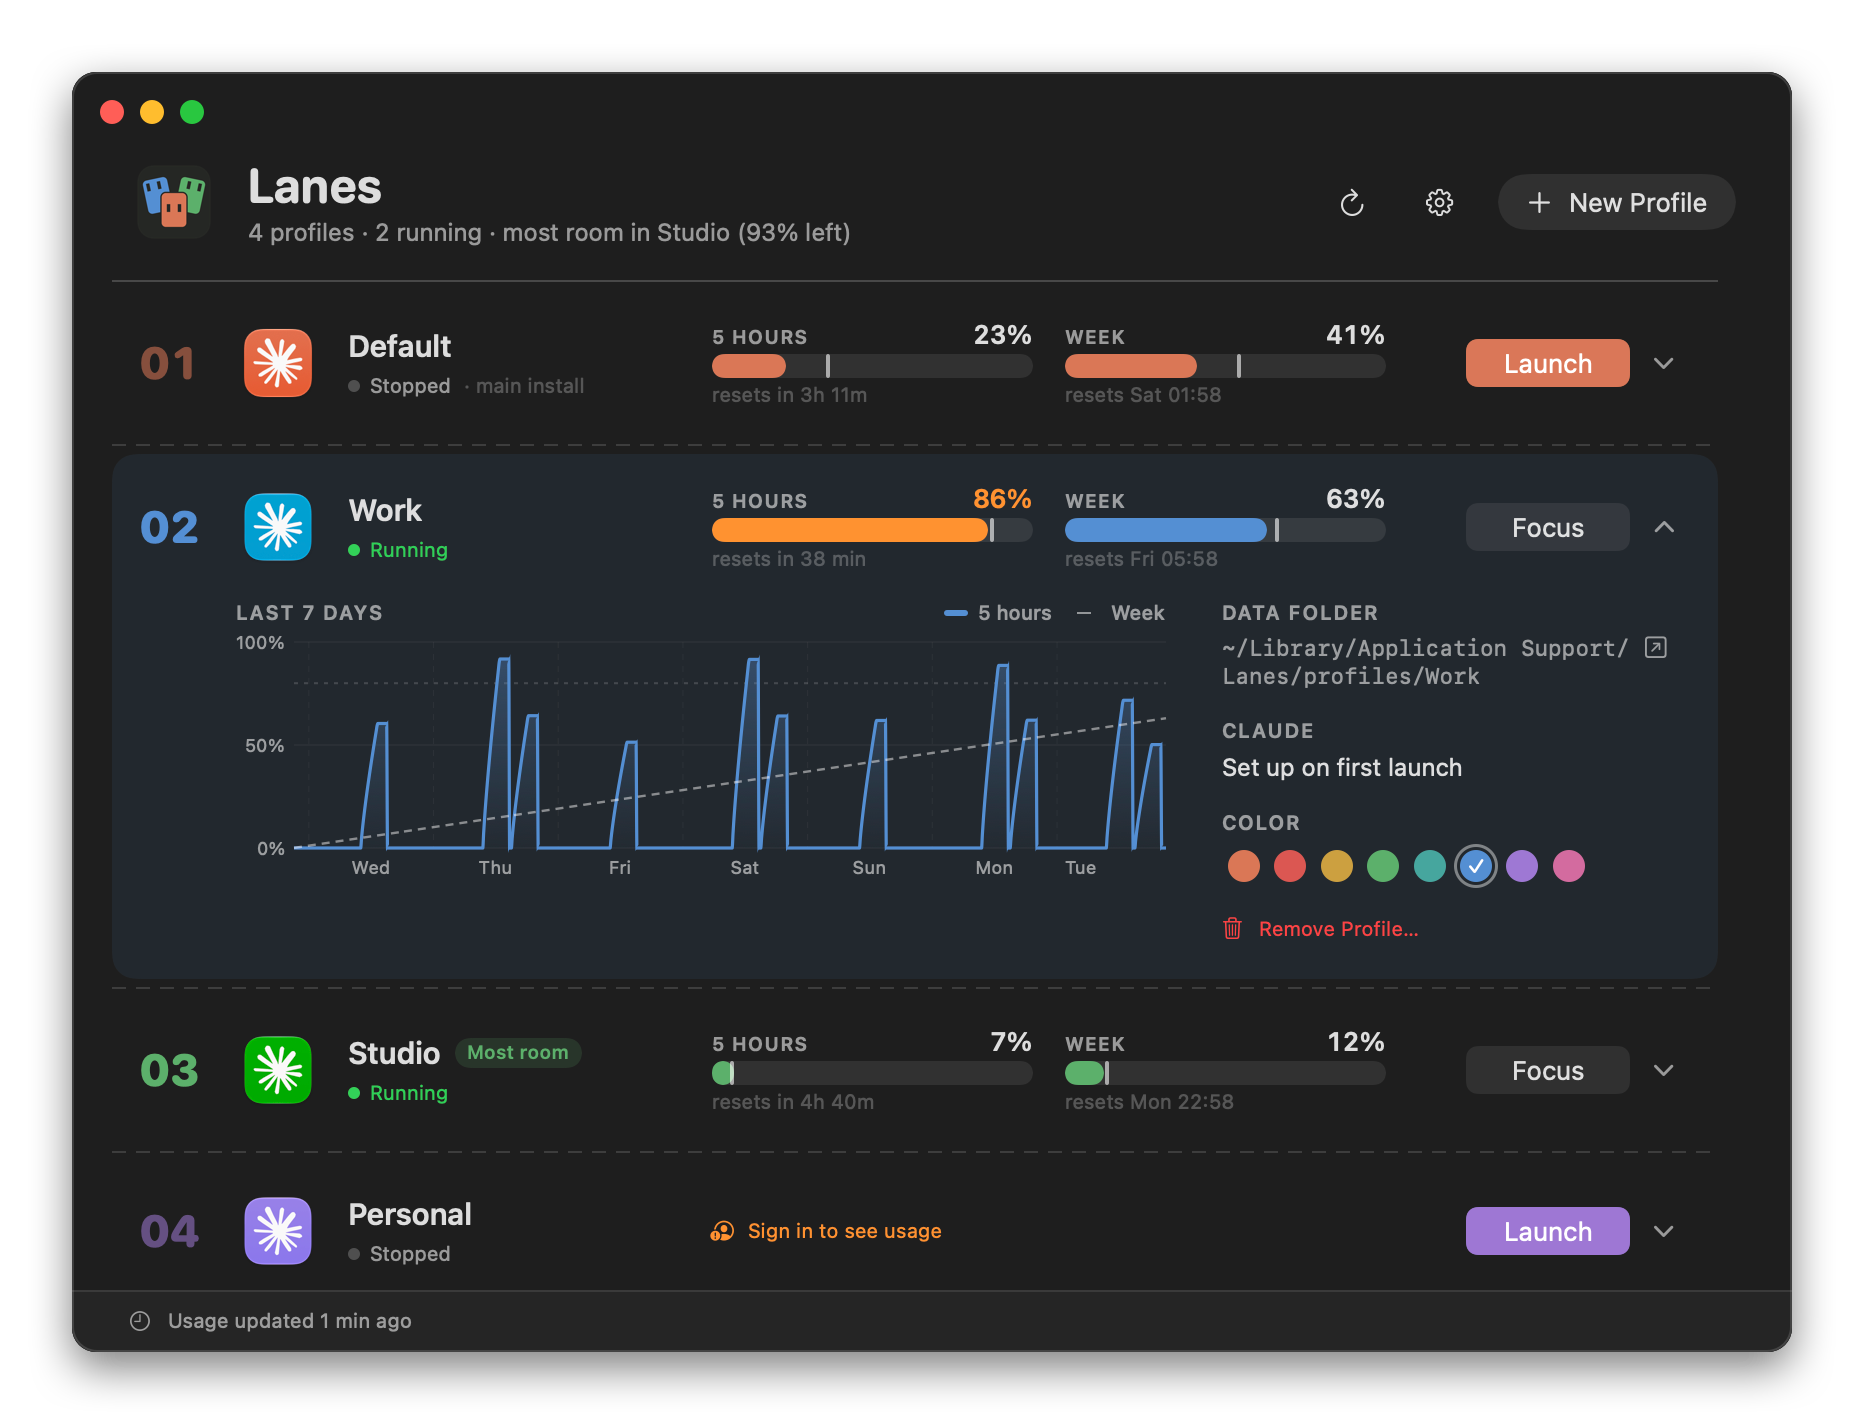 Lanes
4 profiles · 2 running · most room in Studio (93% left)
New Profile
01
Default
Stopped · main install
5 HOURS 23%
resets in 3h 11m
WEEK 41%
resets Sat 01:58
Launch
02
Work
Running
5 HOURS 86%
resets in 38 min
WEEK 63%
resets Fri 05:58
Focus
LAST 7 DAYS
5 hours
Week
100%
50%
0%
Wed Thu Fri Sat Sun Mon Tue
DATA FOLDER
~/Library/Application Support/
Lanes/profiles/Work
CLAUDE
Set up on first launch
COLOR
Remove Profile...
03
Studio Most room
Running
5 HOURS 7%
resets in 4h 40m
WEEK 12%
resets Mon 22:58
Focus
04
Personal
Stopped
Sign in to see usage
Launch
Usage updated 1 min ago